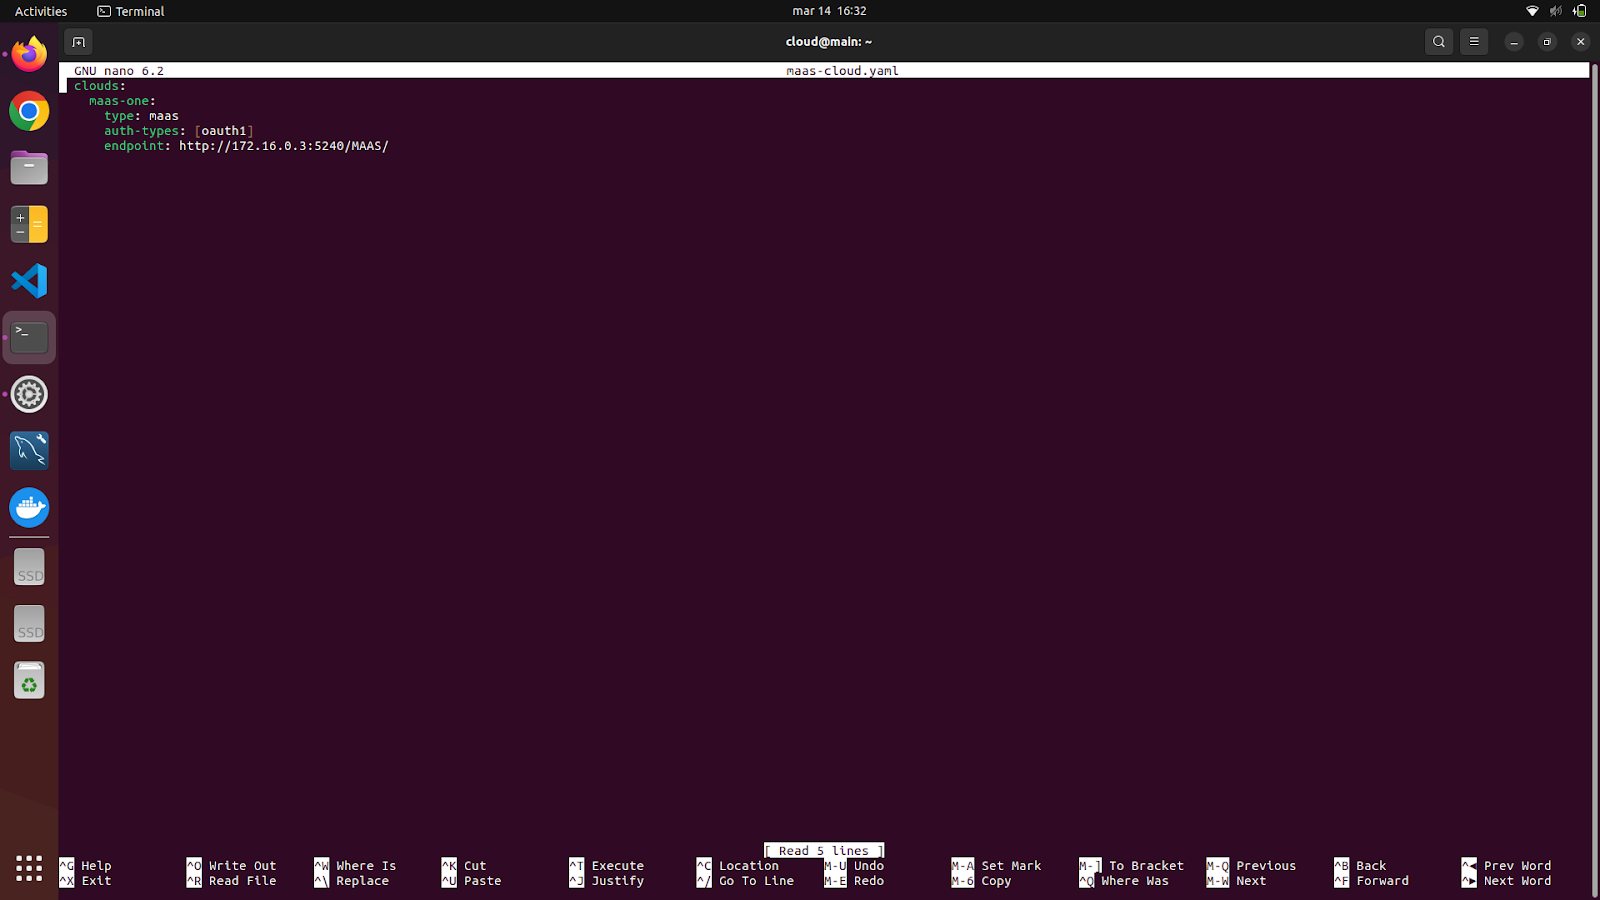 Activities
Terminal
mar 14 16:32
cloud@main: ~
GNU nano 6.2
maas-cloud.yaml
clouds:
maas-one:
type: maas
auth-types: [oauth1]
endpoint: http://172.16.0.3:5240/MAAS/
SSD
SSD
[ Read 5 lines ]
^G Help ^O Write Out ^W Where Is ^K Cut ^T Execute ^C Location M-U Undo M-A Set Mark M-] To Bracket M-Q Previous ^B Back ^◂ Prev Word
^X Exit ^R Read File ^\ Replace ^U Paste ^J Justify ^/ Go To Line M-E Redo M-6 Copy ^Q Where Was M-W Next ^F Forward ^▸ Next Word